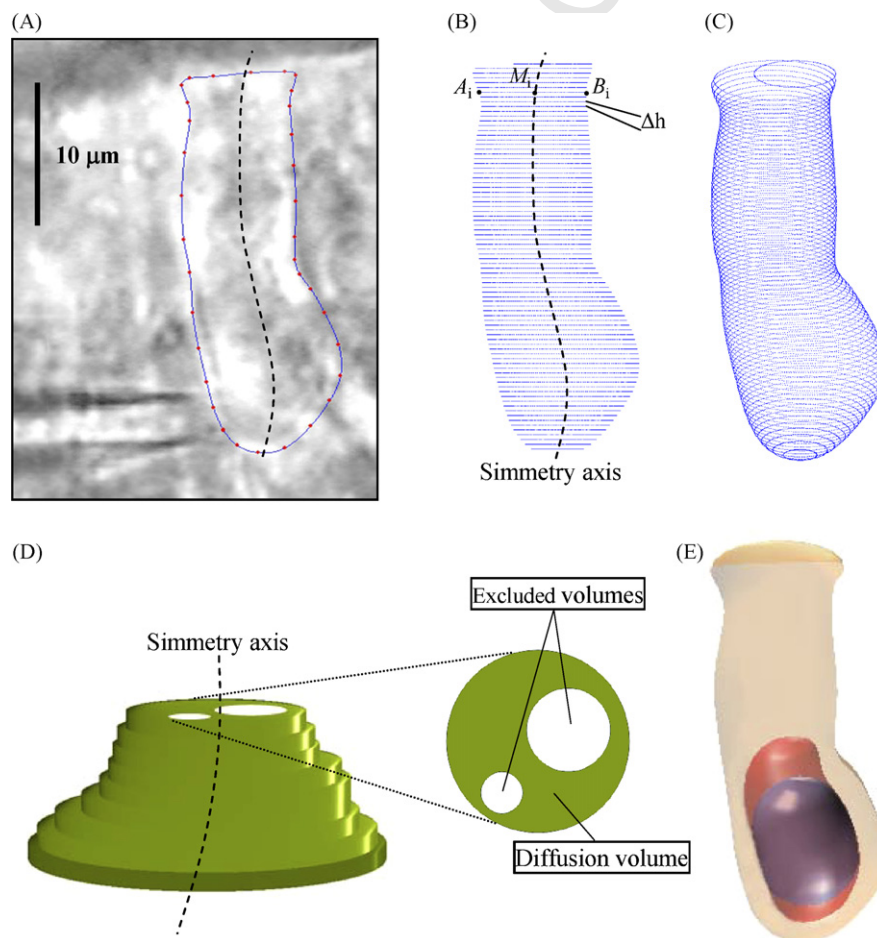 (A)
10 μm
(B)
A_i
M_i
B_i
Δh
Simmetry axis
(C)
(D)
Simmetry axis
Excluded volumes
Diffusion volume
(E)